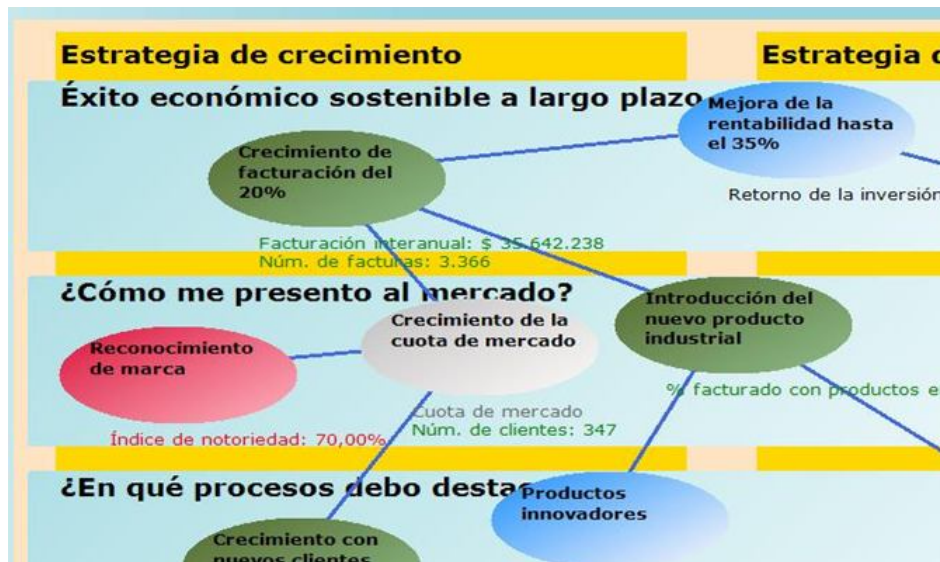 Estrategia de crecimiento
Estrategia
Éxito económico sostenible a largo plazo
Mejora de la
rentabilidad hasta
el 35%
Crecimiento de
facturación del
20%
Retorno de la inversión
Facturación interanual: $ 35.642.238
Núm. de facturas: 3.366
¿Cómo me presento al mercado?
Introducción del
nuevo producto
industrial
Crecimiento de la
cuota de mercado
Reconocimiento
de marca
% facturado con productos e
Cuota de mercado
Núm. de clientes: 347
Índice de notoriedad: 70,00%
¿En qué procesos debo destac
Productos
innovadores
Crecimiento con
nuevos clientes